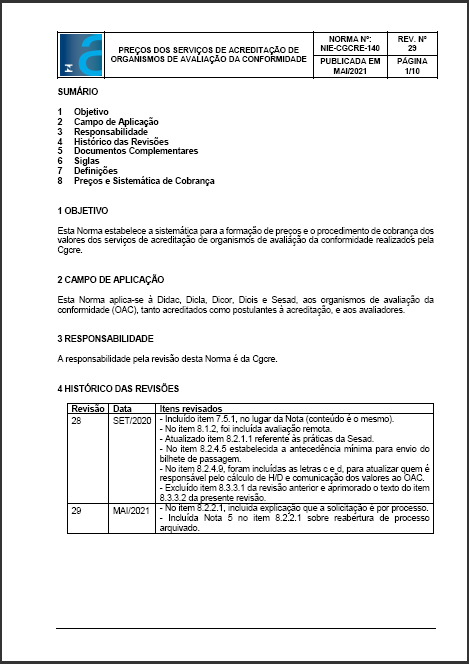 PREÇOS DOS SERVIÇOS DE ACREDITAÇÃO DE
ORGANISMOS DE AVALIAÇÃO DA CONFORMIDADE
NORMA Nº:
NIE-CGCRE-140
REV. Nº
29
PUBLICADA EM
MAI/2021
PÁGINA
1/10
SUMÁRIO
1 Objetivo
2 Campo de Aplicação
3 Responsabilidade
4 Histórico das Revisões
5 Documentos Complementares
6 Siglas
7 Definições
8 Preços e Sistemática de Cobrança
1 OBJETIVO
Esta Norma estabelece a sistemática para a formação de preços e o procedimento de cobrança dos
valores dos serviços de acreditação de organismos de avaliação da conformidade realizados pela
Cgcre.
2 CAMPO DE APLICAÇÃO
Esta Norma aplica-se à Didac, Dicla, Dicor, Diois e Sesad, aos organismos de avaliação da
conformidade (OAC), tanto acreditados como postulantes à acreditação, e aos avaliadores.
3 RESPONSABILIDADE
A responsabilidade pela revisão desta Norma é da Cgcre.
4 HISTÓRICO DAS REVISÕES
Revisão Data Itens revisados
28 SET/2020 - Incluído item 7.5.1, no lugar da Nota (conteúdo é o mesmo).
- No item 8.1.2, foi incluída avaliação remota.
- Atualizado item 8.2.1.1 referente às práticas da Sesad.
- No item 8.2.4.5 estabelecida a antecedência mínima para envio do
bilhete de passagem.
- No item 8.2.4.9, foram incluídas as letras c e d, para atualizar quem é
responsável pelo cálculo de H/D e comunicação dos valores ao OAC.
- Excluído item 8.3.3.1 da revisão anterior e aprimorado o texto do item
8.3.3.2 da presente revisão.
29 MAI/2021 - No item 8.2.2.1, incluída explicação que a solicitação é por processo.
- Incluída Nota 5 no item 8.2.2.1 sobre reabertura de processo
arquivado.